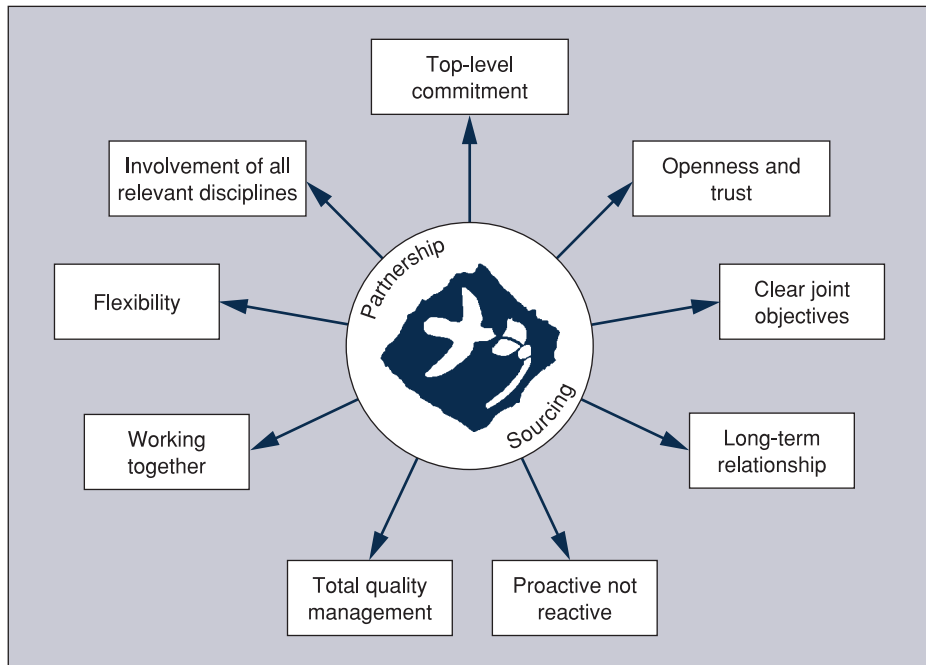 Top-level
commitment
Involvement of all
relevant disciplines
Openness and
trust
Partnership
Flexibility
Clear joint
objectives
Sourcing
Working
together
Long-term
relationship
Total quality
management
Proactive not
reactive